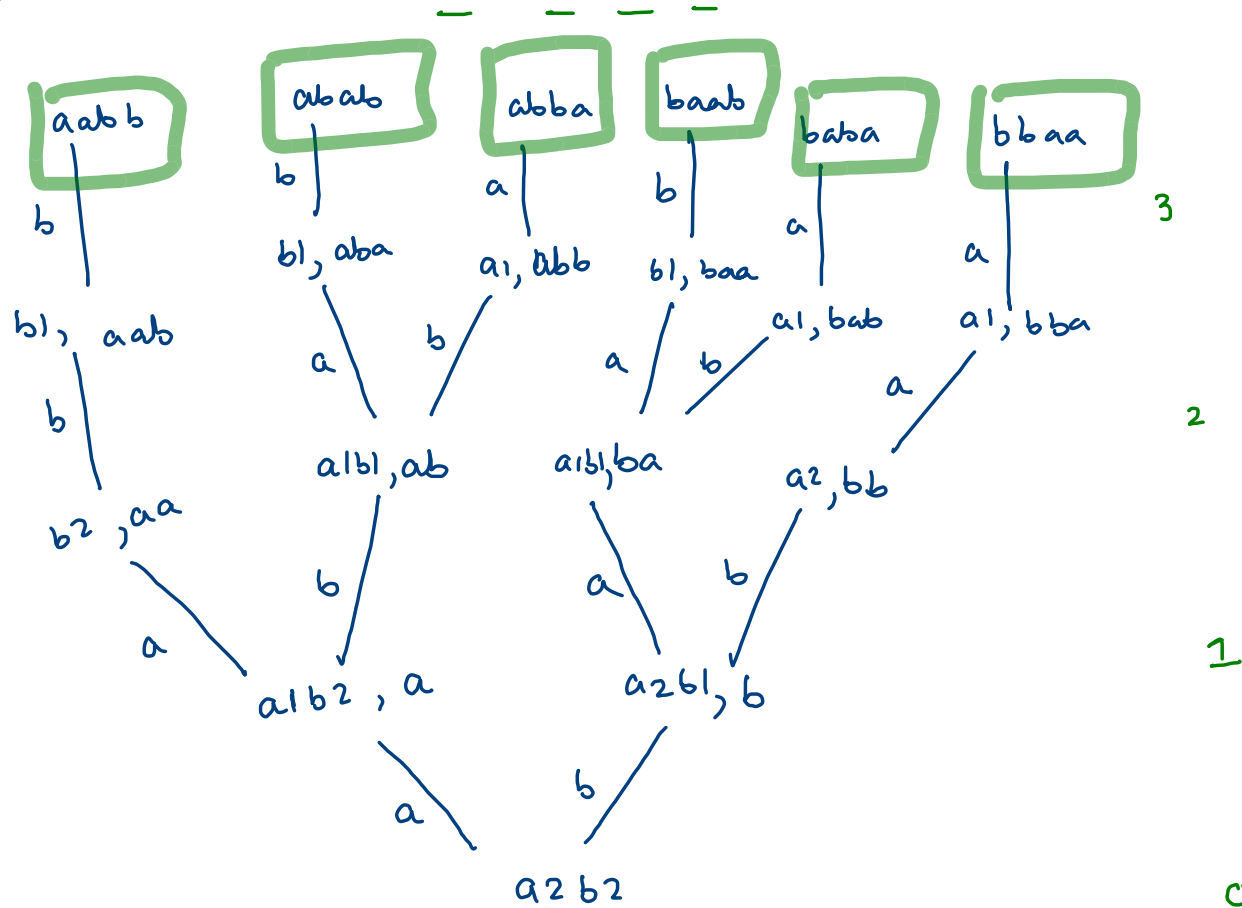 aabb abab abba baab baba bbaa
b b a b a a 3
b1, aab b1, aba a1, abb b1, baa a1, bab a1, bba
b a b a b a 2
b2, aa a1b1, ab a1b1, ba a2, bb
a b a b 1
a1b2, a a2b1, b
a b
a2b2 0